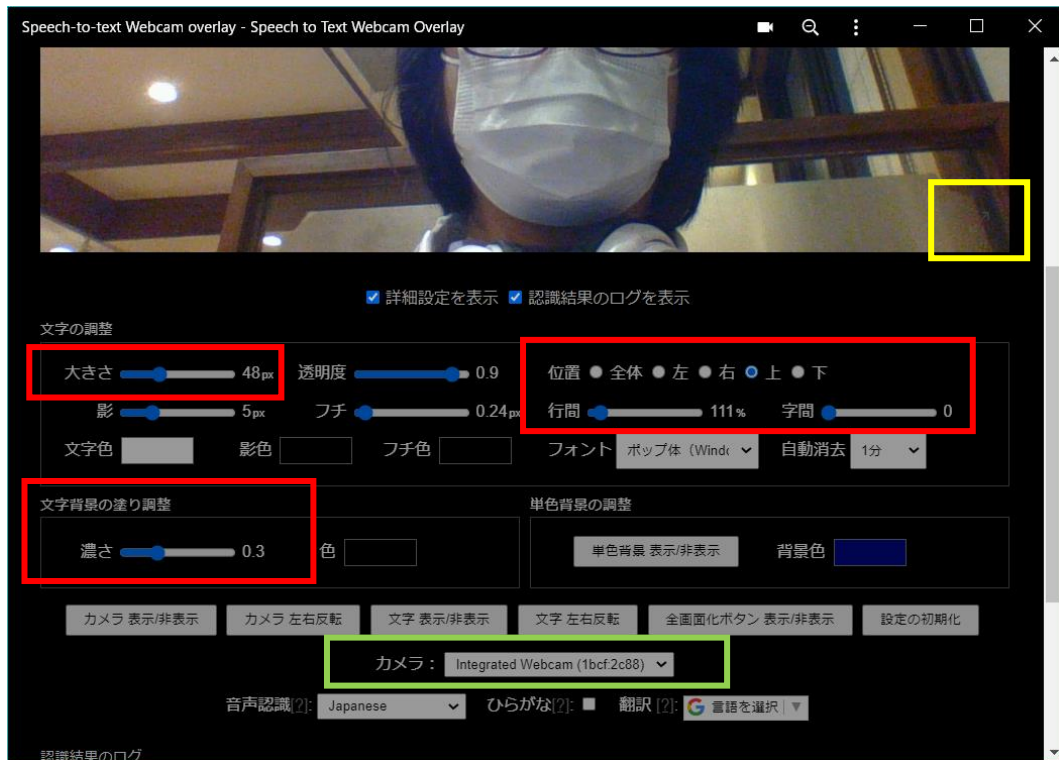 Speech-to-text Webcam overlay - Speech to Text Webcam Overlay
詳細設定を表示 認識結果のログを表示
文字の調整
大きさ 48px 透明度 0.9 位置 全体 左 右 上 下
影 5px フチ 0.24px 行間 111% 字間 0
文字色 影色 フチ色 フォント ポップ体（Windo 自動消去 1分
文字背景の塗り調整 単色背景の調整
濃さ 0.3 色 単色背景 表示/非表示 背景色
カメラ 表示/非表示 カメラ 左右反転 文字 表示/非表示 文字 左右反転 全画面化ボタン 表示/非表示 設定の初期化
カメラ： Integrated Webcam (1bcf:2c88)
音声認識[?]: Japanese ひらがな[?]: 翻訳 [?]: G 言語を選択 ▼
認識結果のログ